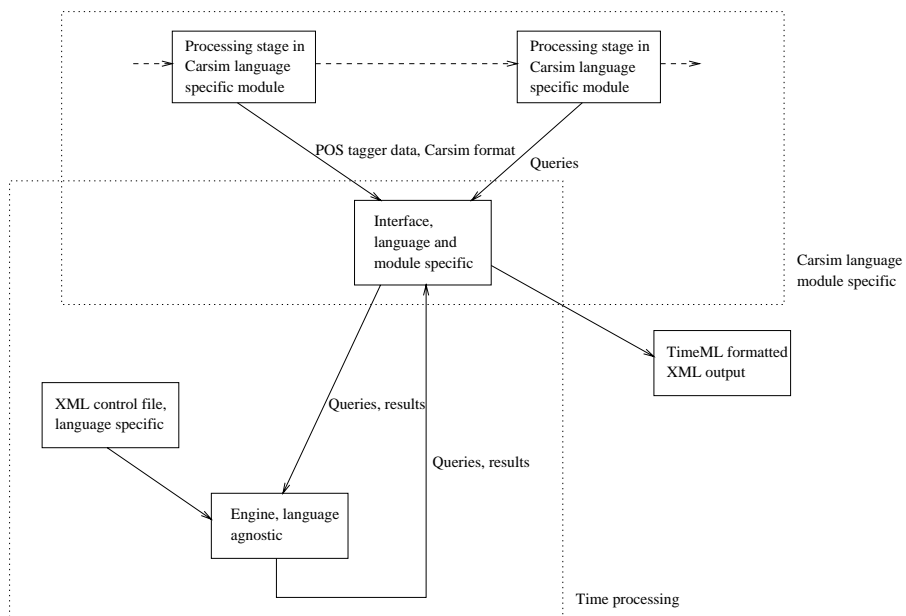 Processing stage in
Carsim language
specific module
Processing stage in
Carsim language
specific module
POS tagger data, Carsim format
Queries
Interface,
language and
module specific
Carsim language
module specific
TimeML formatted
XML output
XML control file,
language specific
Queries, results
Queries, results
Engine, language
agnostic
Time processing